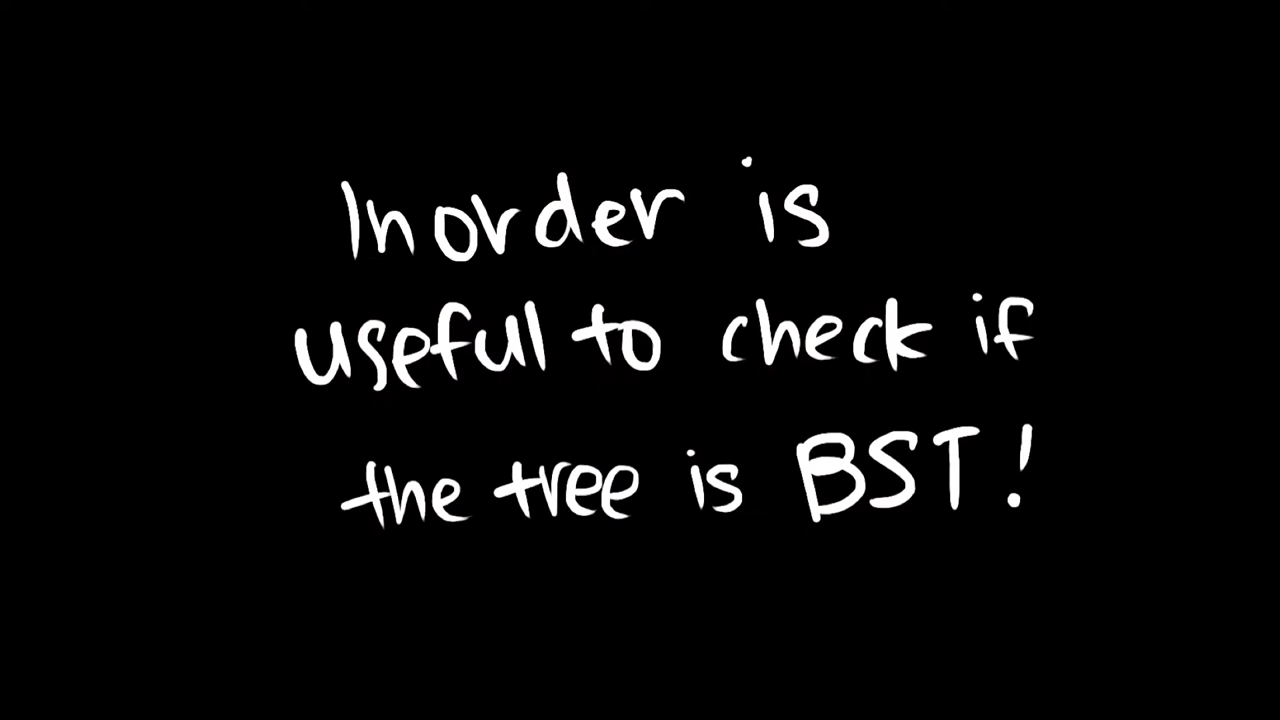 Inorder is
useful to check if
the tree is BST!